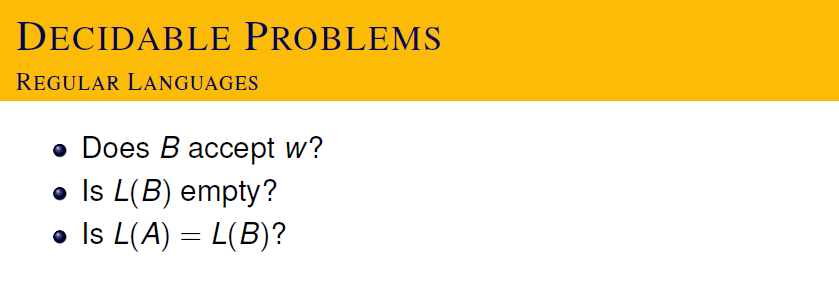 DECIDABLE PROBLEMS
REGULAR LANGUAGES
Does B accept w?
Is L(B) empty?
Is L(A) = L(B)?